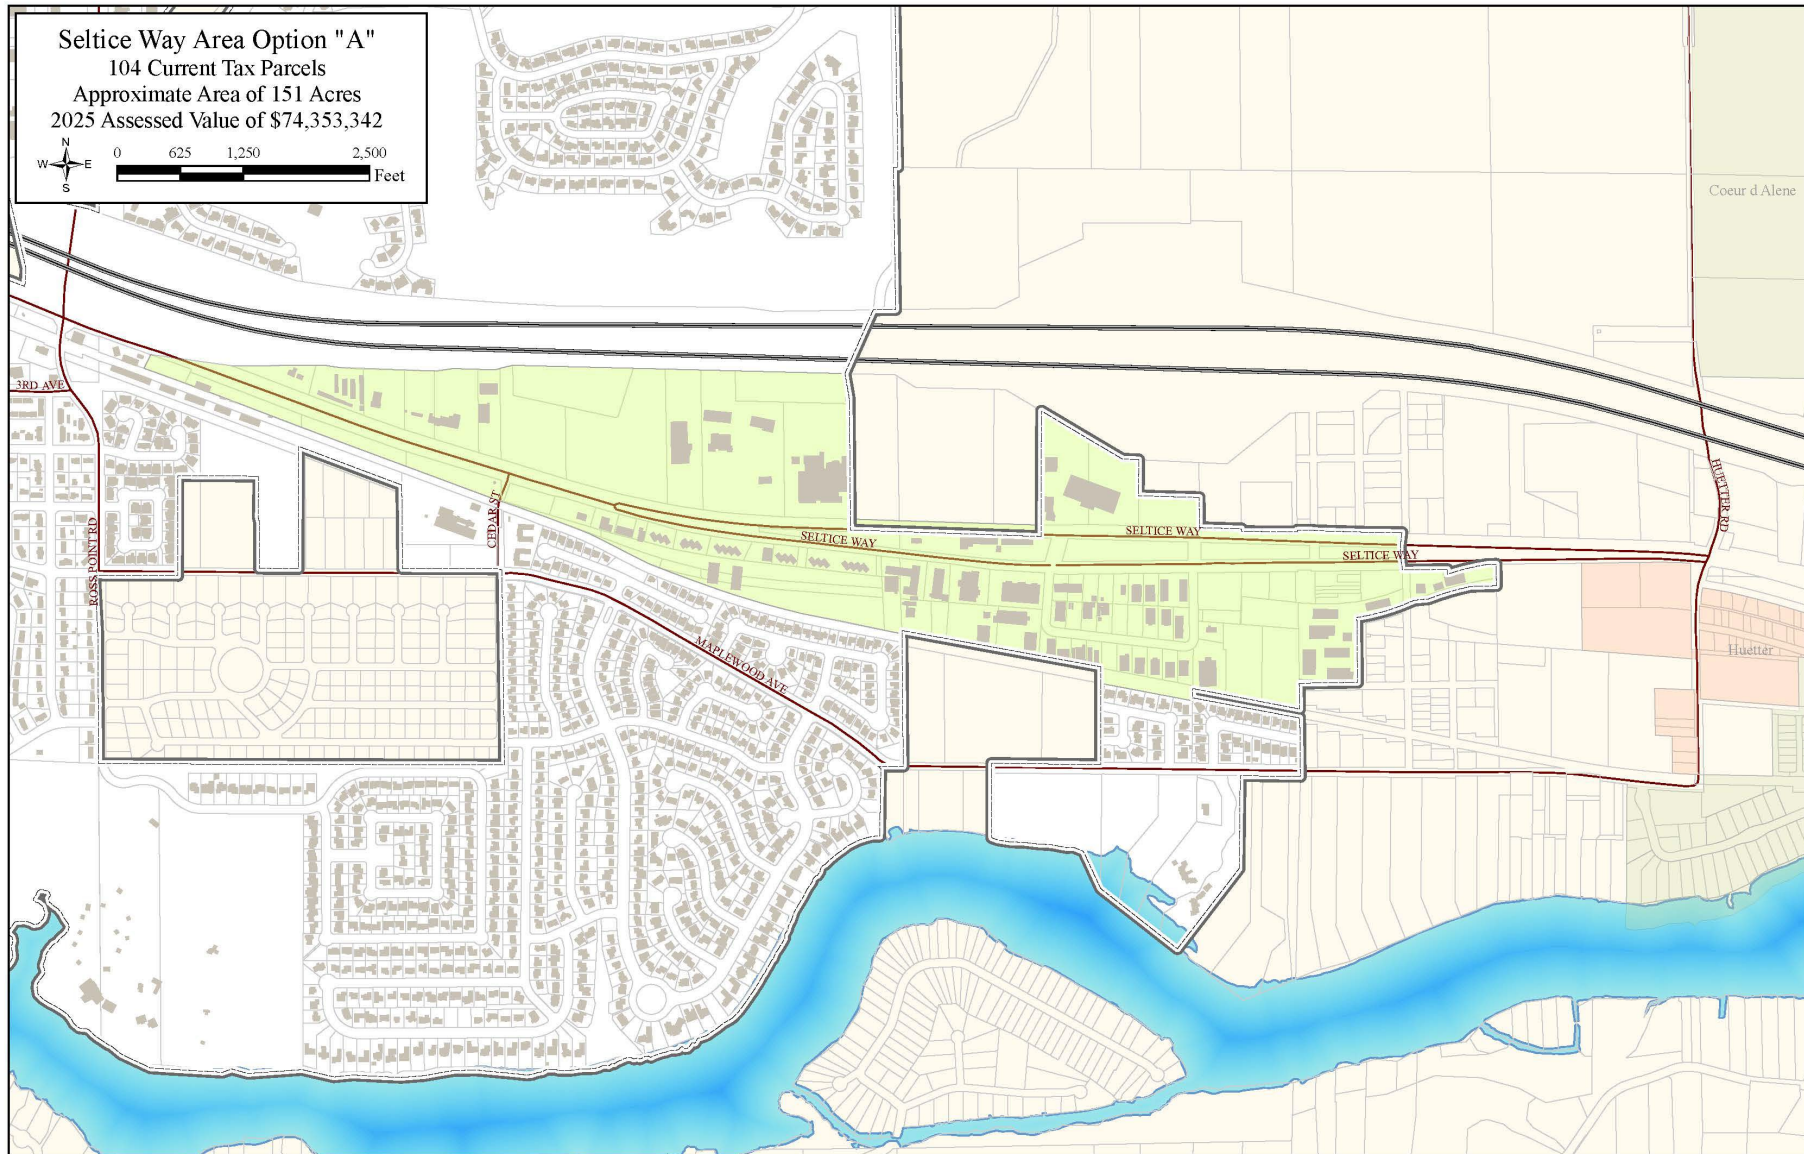 Seltice Way Area Option "A"
104 Current Tax Parcels
Approximate Area of 151 Acres
2025 Assessed Value of $74,353,342
N
W E
S
0 625 1,250 2,500
Feet
Coeur d Alene
3RD AVE
ROSS POINT RD
CEDAR ST
SELTICE WAY
SELTICE WAY
SELTICE WAY
HUETTER RD
MAPLEWOOD AVE
Huetter